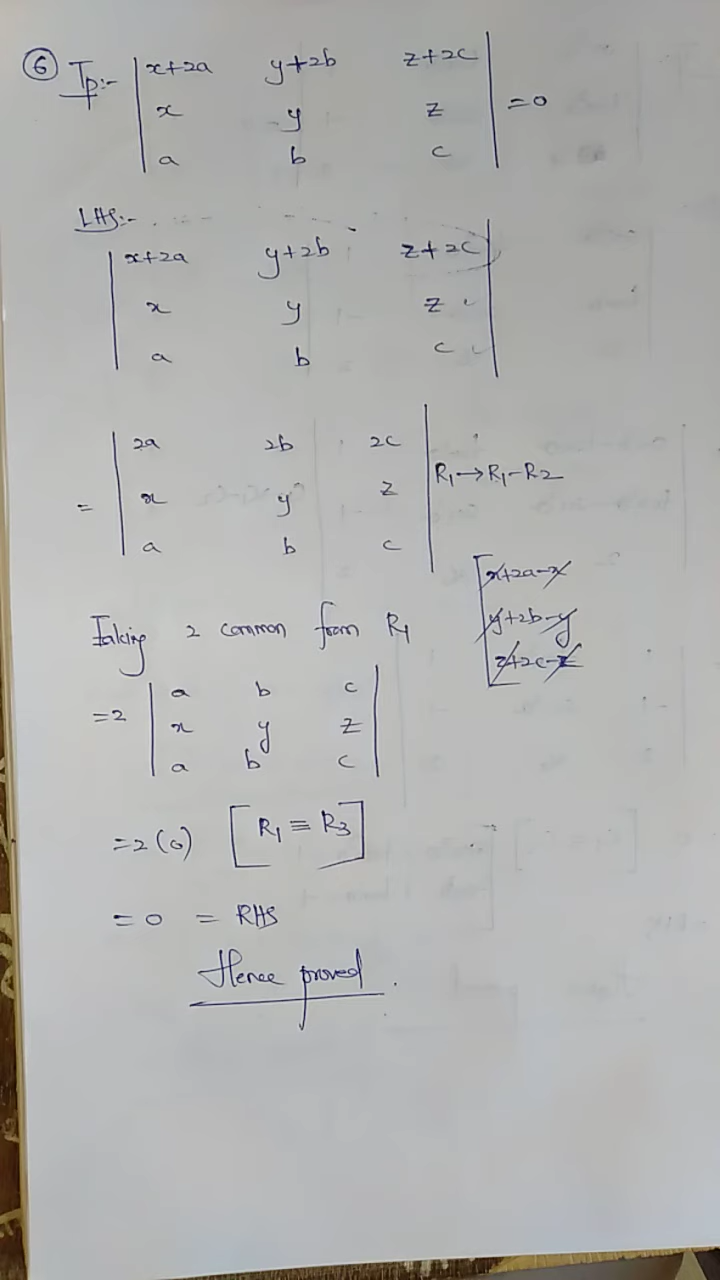 6 Tp:- | x+2a y+2b z+2c |
| x y z | =0
| a b c |
LHS:-
| x+2a y+2b z+2c |
| x y z |
| a b c |
| 2a 2b 2c |
= | x y z | R₁→R₁-R2
| a b c |
[x+2a-x
y+2b-y
z+2c-z
Taking 2 common from R₁
| a b c |
=2 | x y z |
| a b c |
=2(0) [R₁ ≡ R3]
=0 = RHS
Hence proved.